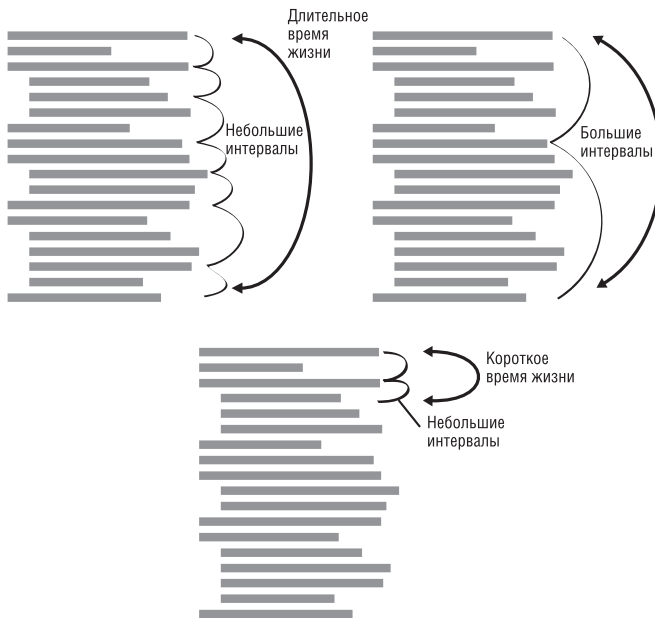 Длительное
время
жизни
Небольшие
интервалы
Большие
интервалы
Короткое
время жизни
Небольшие
интервалы